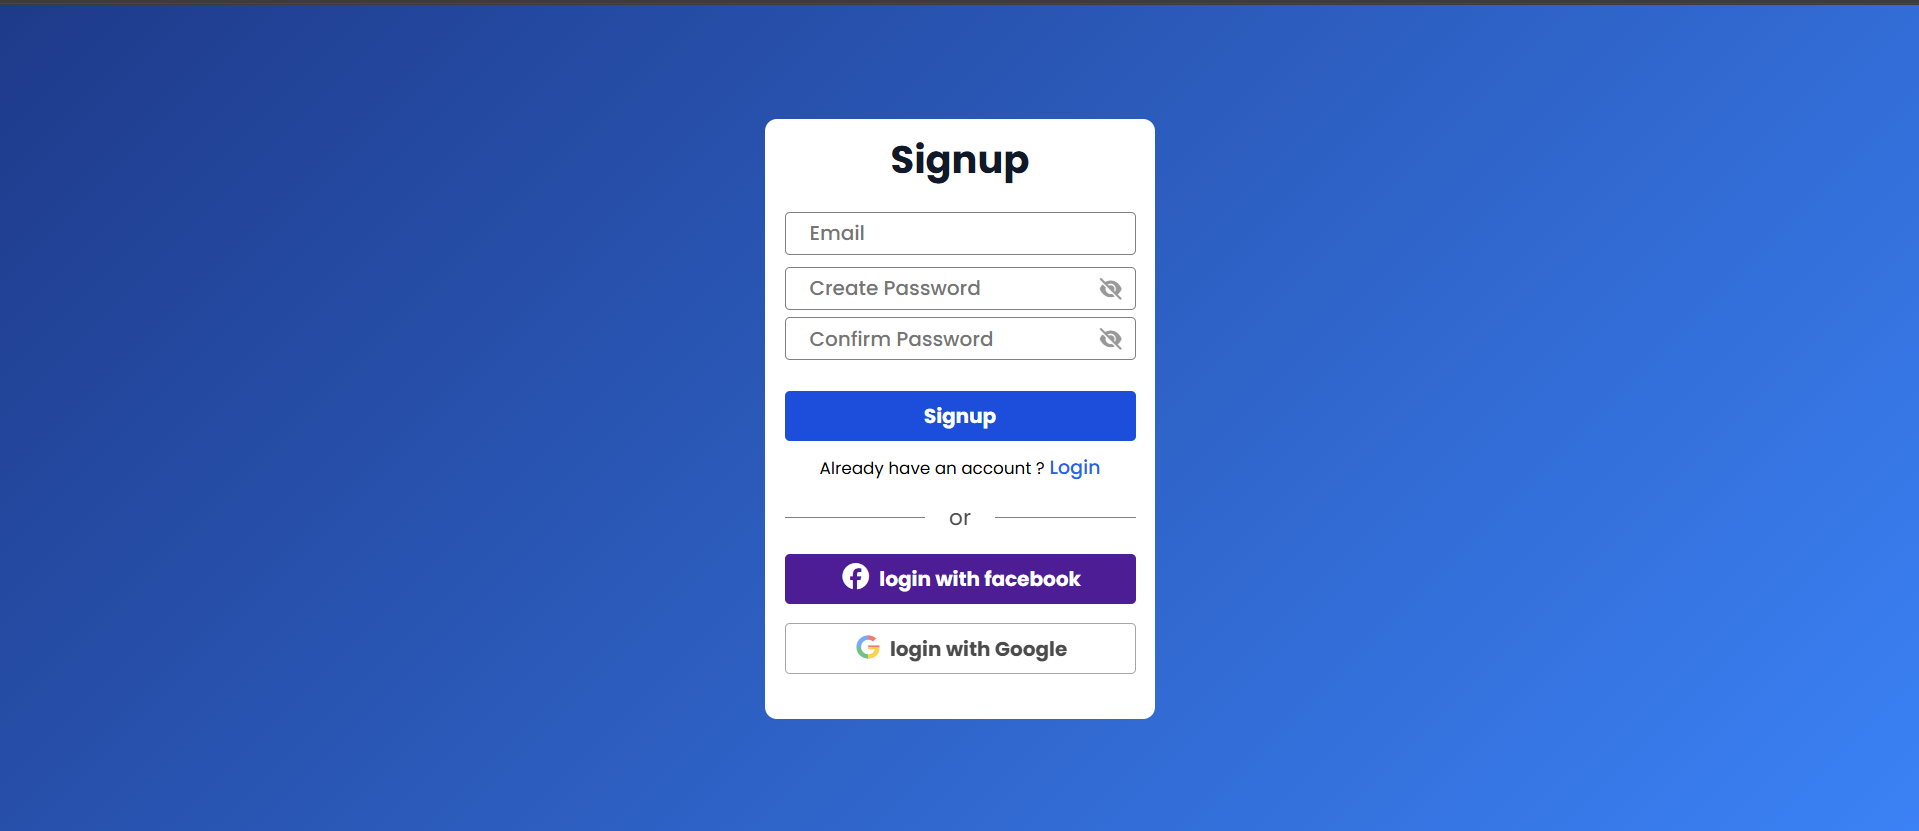 Signup
Email
Create Password
Confirm Password
Signup
Already have an account ? Login
or
login with facebook
login with Google